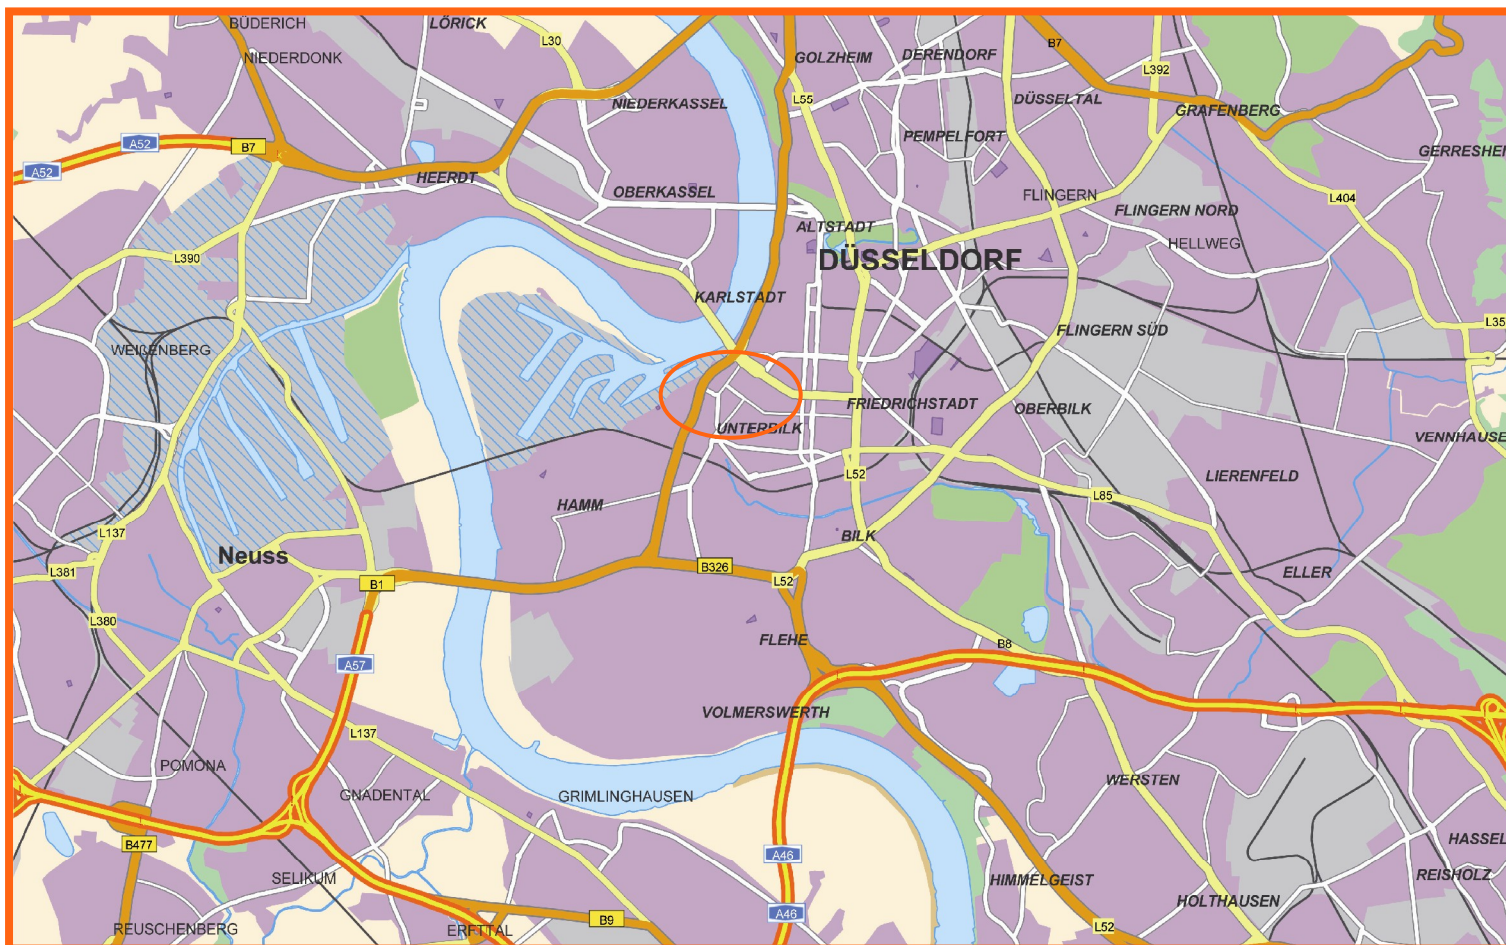 BÜDERICH
LÖRICK
NIEDERDONK
L30
GOLZHEIM
DERENDORF
B7
L392
NIEDERKASSEL
L55
DÜSSELTAL
GRAFENBERG
A52
B7
PEMPELFORT
GERRESHEI
A52
HEERDT
OBERKASSEL
FLINGERN
L404
FLINGERN NORD
ALTSTADT
HELLWEG
L390
DÜSSELDORF
KARLSTADT
FLINGERN SÜD
L35
WEIßENBERG
FRIEDRICHSTADT
OBERBILK
UNTERBILK
VENNHAUSE
L52
LIERENFELD
L85
HAMM
L137
BILK
Neuss
L381
B1
B326
L52
ELLER
L380
FLEHE
B8
A57
VOLMERSWERTH
L137
POMONA
WERSTEN
GNADENTAL
GRIMLINGHAUSEN
B477
A46
HASSEL
SELIKUM
HIMMELGEIST
REISHOLZ
HOLTHAUSEN
A46
B9
REUSCHENBERG
ERFTTAL
L52